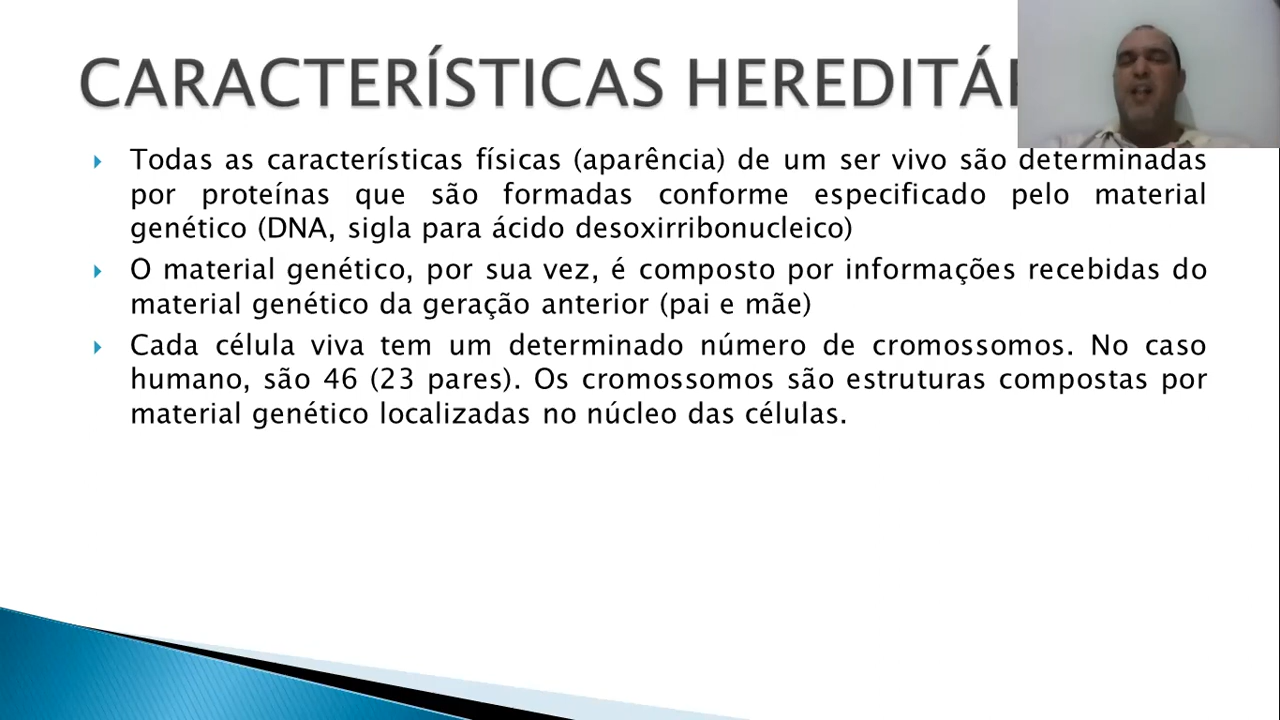 CARACTERÍSTICAS
Todas as características físicas (aparência) de um ser vivo são determinadas
por proteínas que são formadas conforme especificado pelo material
genético (DNA, sigla para ácido desoxirribonucleico)
O material genético, por sua vez, é composto por informações recebidas do
material genético da geração anterior (pai e mãe)
Cada célula viva tem um determinado número de cromossomos. No caso
humano, são 46 (23 pares). Os cromossomos são estruturas compostas por
material genético localizadas no núcleo das células.